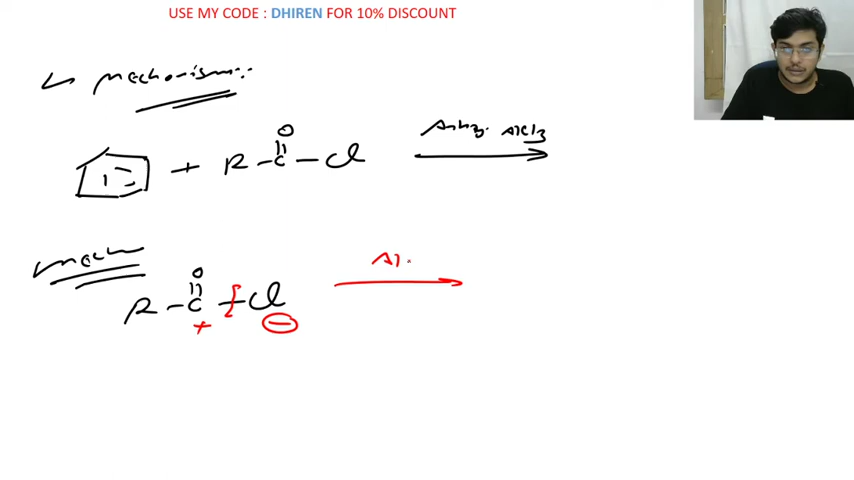 USE MY CODE : DHIREN FOR 10% DISCOUNT
mechanism:
+ R - C - Cl
O
Anhy. AlCl3
Mech
O
R - C - Cl
+ -
Al